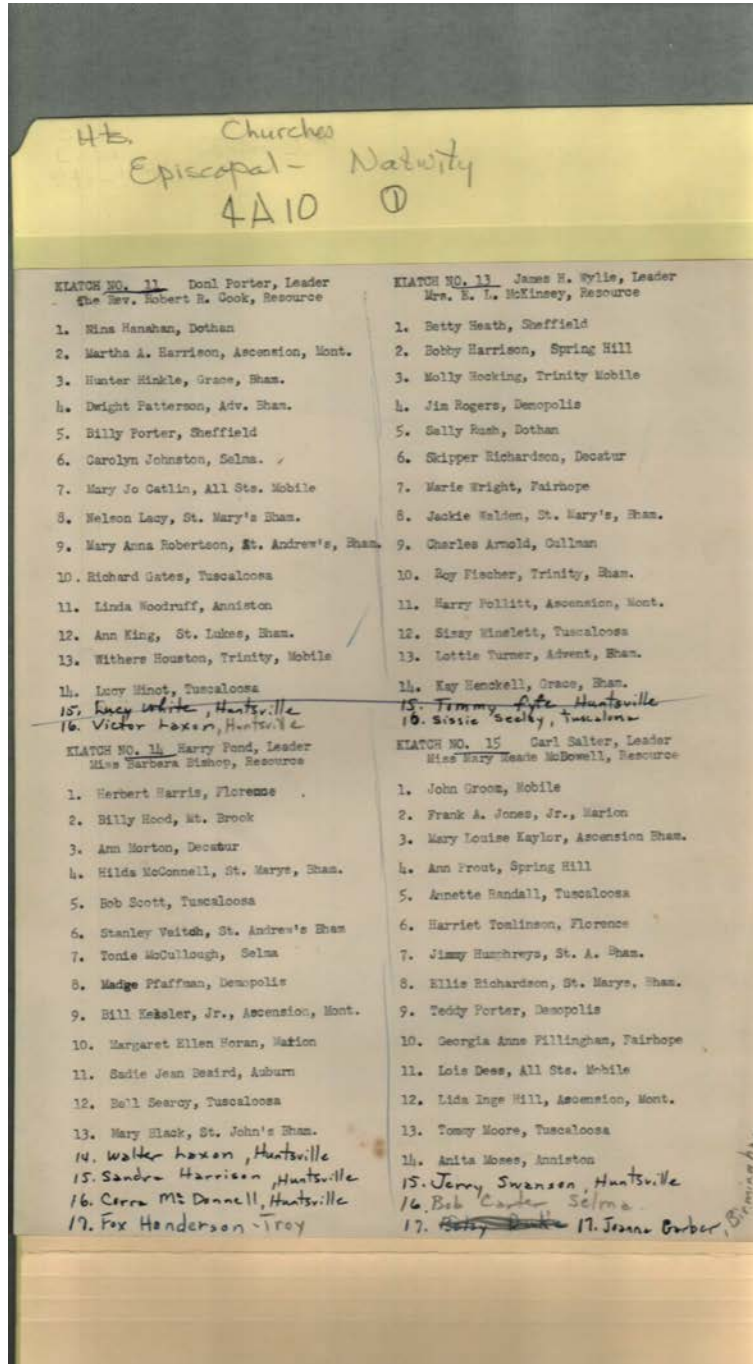 Hts. Churches
Episcopal - Nativity
4A10 ①
KLATCH NO. 11 Donl Porter, Leader
The Rev. Robert R. Cook, Resource
1. Nina Hanahan, Dothan
2. Martha A. Harrison, Ascension, Mont.
3. Hunter Hinkle, Grace, Bham.
4. Dwight Patterson, Adv. Bham.
5. Billy Porter, Sheffield
6. Carolyn Johnston, Selma.
7. Mary Jo Catlin, All Sts. Mobile
8. Nelson Lacy, St. Mary's Bham.
9. Mary Anna Robertson, St. Andrew's, Bham.
10. Richard Gates, Tuscaloosa
11. Linda Woodruff, Anniston
12. Ann King, St. Lukes, Bham.
13. Withers Houston, Trinity, Mobile
14. Lucy Minot, Tuscaloosa
15. Lucy White, Huntsville
16. Victor Laxon, Huntsville
KLATCH NO. 13 James H. Wylie, Leader
Mrs. E. L. McKinsey, Resource
1. Betty Heath, Sheffield
2. Bobby Harrison, Spring Hill
3. Molly Hocking, Trinity Mobile
4. Jim Rogers, Demopolis
5. Sally Rush, Dothan
6. Skipper Richardson, Decatur
7. Marie Wright, Fairhope
8. Jackie Walden, St. Mary's, Bham.
9. Charles Arnold, Cullman
10. Roy Fischer, Trinity, Bham.
11. Harry Pollitt, Ascension, Mont.
12. Sissy Winslett, Tuscaloosa
13. Lottie Turner, Advent, Bham.
14. Kay Henckell, Grace, Bham.
15. Tommy Fyte Huntsville
16. Sissie Seelby, Tuscalona
KLATCH NO. 14 Harry Pond, Leader
Miss Barbara Bishop, Resource
1. Herbert Harris, Florence
2. Billy Hood, Mt. Brook
3. Ann Morton, Decatur
4. Hilda McConnell, St. Marys, Bham.
5. Bob Scott, Tuscaloosa
6. Stanley Veitch, St. Andrew's Bham
7. Tonie McCullough, Selma
8. Madge Pfaffman, Demopolis
9. Bill Kessler, Jr., Ascension, Mont.
10. Margaret Ellen Horan, Marion
11. Sadie Jean Beaird, Auburn
12. Bell Searcy, Tuscaloosa
13. Mary Black, St. John's Bham.
14. Walter Laxon, Huntsville
15. Sandra Harrison, Huntsville
16. Corra McDonnell, Huntsville
17. Fox Henderson - Troy
KLATCH NO. 15 Carl Salter, Leader
Miss Mary Meade McDowell, Resource
1. John Groom, Mobile
2. Frank A. Jones, Jr., Marion
3. Mary Louise Kaylor, Ascension Bham.
4. Ann Prout, Spring Hill
5. Annette Randall, Tuscaloosa
6. Harriet Tomlinson, Florence
7. Jimmy Humphreys, St. A. Bham.
8. Ellis Richardson, St. Marys, Bham.
9. Teddy Porter, Demopolis
10. Georgia Anne Fillingham, Fairhope
11. Lois Dees, All Sts. Mobile
12. Lida Inge Hill, Ascension, Mont.
13. Tommy Moore, Tuscaloosa
14. Anita Moses, Anniston
15. Jerry Swanson, Huntsville
16. Bob Carter Selma
17. 17. Joanna Garber, Birmingham